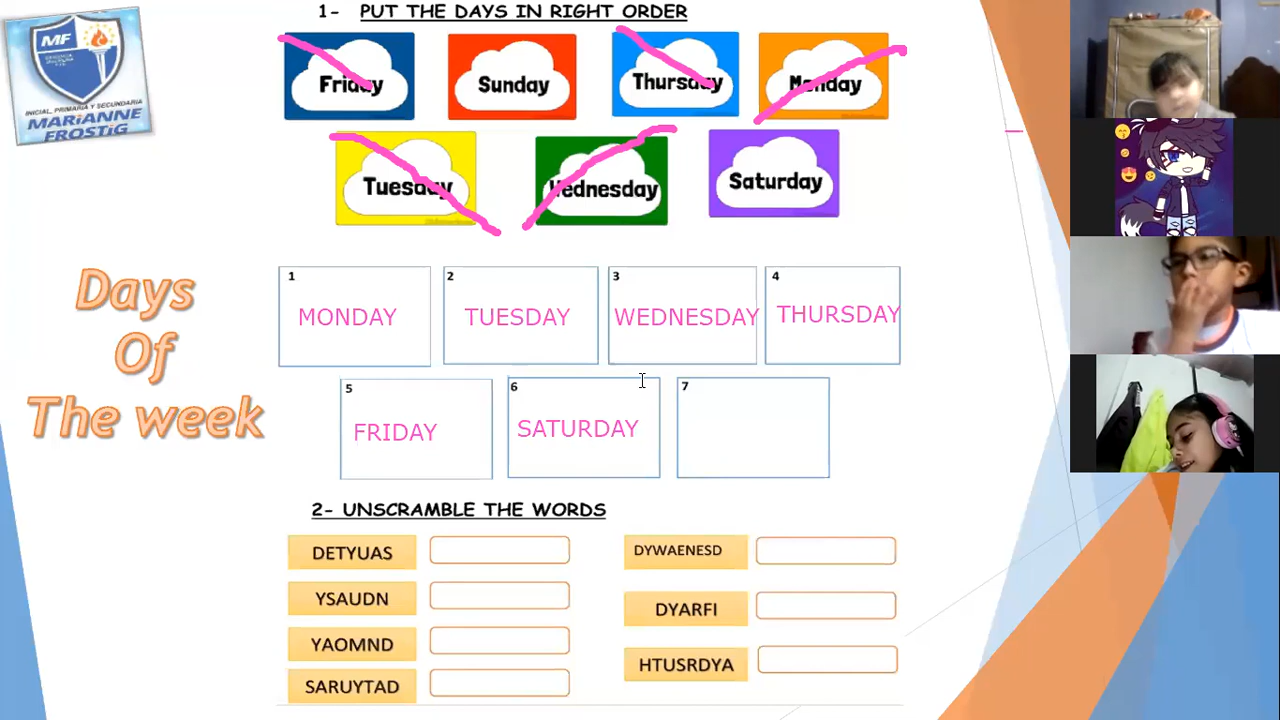 1- PUT THE DAYS IN RIGHT ORDER
MF
INICIAL, PRIMARIA Y SECUNDARIA
MARiANNE
FROSTiG
Friday
Sunday
Thursday
Monday
Tuesday
Wednesday
Saturday
Days
Of
The week
1
MONDAY
2
TUESDAY
3
WEDNESDAY
4
THURSDAY
5
FRIDAY
6
SATURDAY
7
2- UNSCRAMBLE THE WORDS
DETYUAS
DYWAENESD
YSAUDN
DYARFI
YAOMND
HTUSRDYA
SARUYTAD